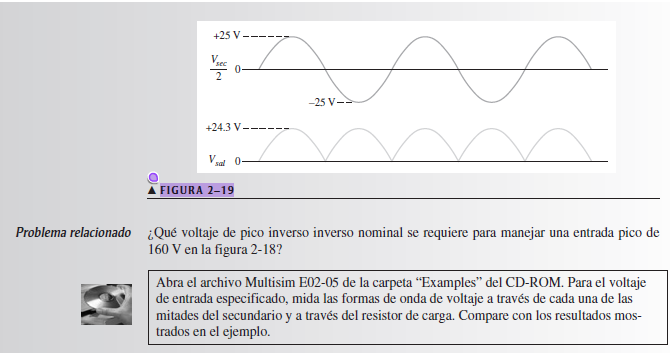 +25 V
Vsec
2
0
–25 V
+24.3 V
Vsal 0
▲ FIGURA 2–19
Problema relacionado ¿Qué voltaje de pico inverso inverso nominal se requiere para manejar una entrada pico de
160 V en la figura 2-18?
Abra el archivo Multisim E02-05 de la carpeta “Examples” del CD-ROM. Para el voltaje
de entrada especificado, mida las formas de onda de voltaje a través de cada una de las
mitades del secundario y a través del resistor de carga. Compare con los resultados mos-
trados en el ejemplo.